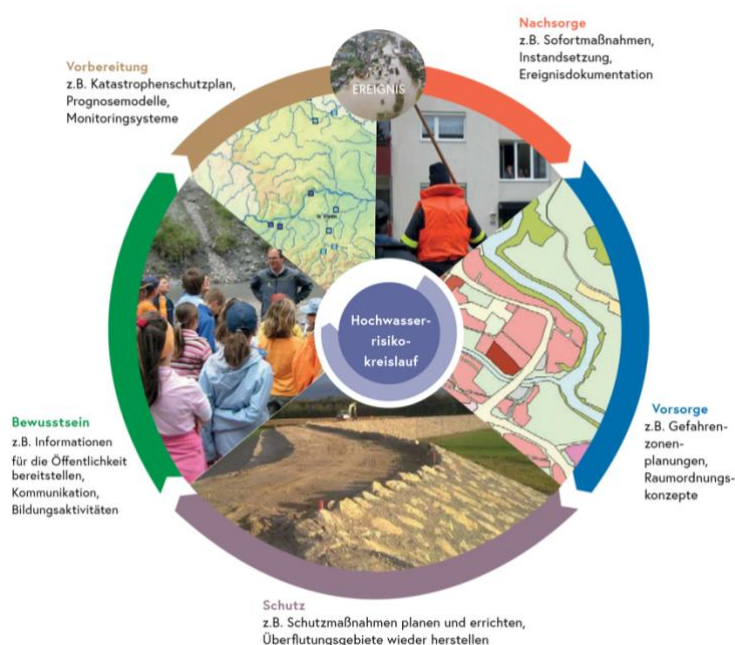 Nachsorge
z.B. Sofortmaßnahmen,
Instandsetzung,
Ereignisdokumentation
Vorbereitung
z.B. Katastrophenschutzplan,
Prognosemodelle,
Monitoringsysteme
EREIGNIS
Hochwasser-
risiko-
kreislauf
Bewusstsein
z.B. Informationen
für die Öffentlichkeit
bereitstellen,
Kommunikation,
Bildungsaktivitäten
Vorsorge
z.B. Gefahren-
zonen-
planungen,
Raumordnungs-
konzepte
Schutz
z.B. Schutzmaßnahmen planen und errichten,
Überflutungsgebiete wieder herstellen